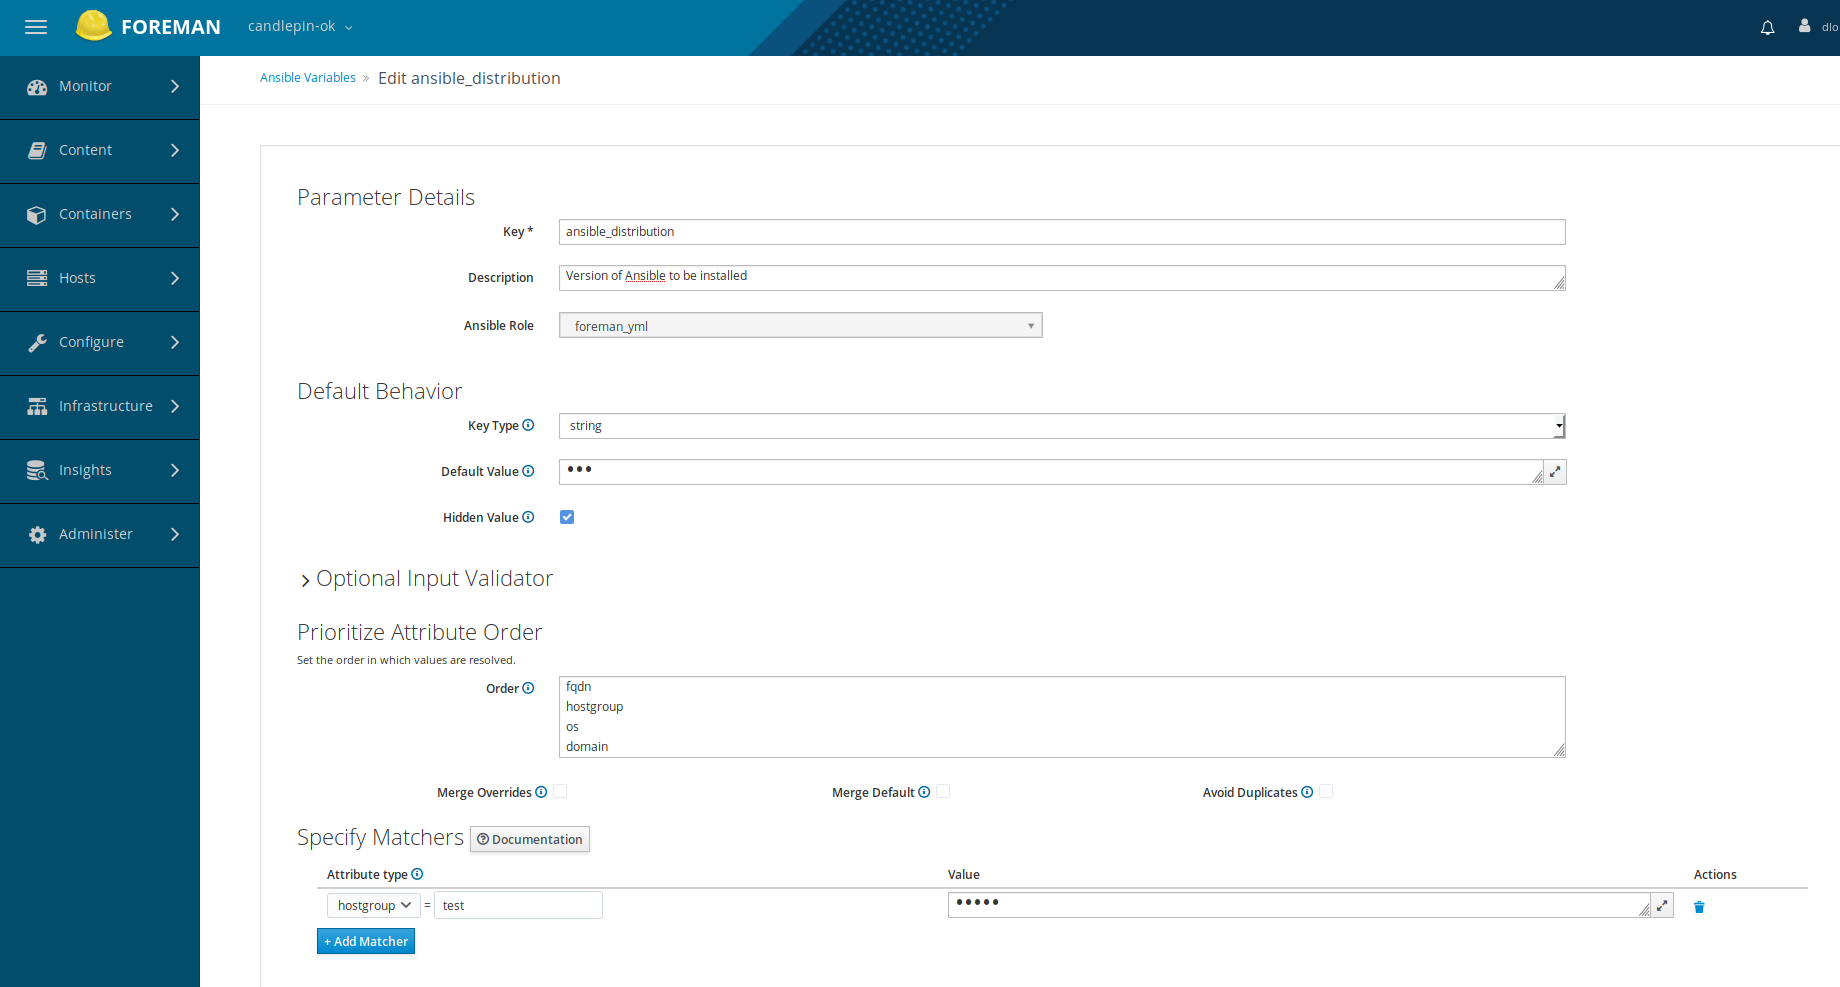 FOREMAN candlepin-ok dlo
Monitor
Content
Containers
Hosts
Configure
Infrastructure
Insights
Administer
Ansible Variables » Edit ansible_distribution
Parameter Details
Key * ansible_distribution
Description Version of Ansible to be installed
Ansible Role foreman_yml
Default Behavior
Key Type string
Default Value •••
Hidden Value
Optional Input Validator
Prioritize Attribute Order
Set the order in which values are resolved.
Order fqdn
hostgroup
os
domain
Merge Overrides Merge Default Avoid Duplicates
Specify Matchers Documentation
Attribute type Value Actions
hostgroup = test •••••
+ Add Matcher